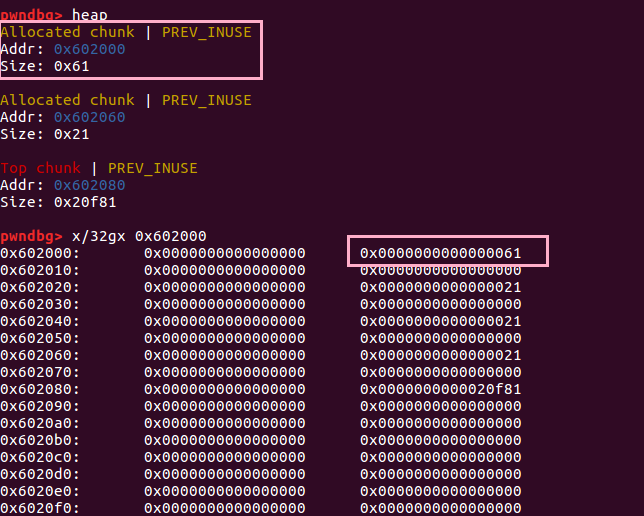 pwndbg> heap
Allocated chunk | PREV_INUSE
Addr: 0x602000
Size: 0x61
Allocated chunk | PREV_INUSE
Addr: 0x602060
Size: 0x21
Top chunk | PREV_INUSE
Addr: 0x602080
Size: 0x20f81
pwndbg> x/32gx 0x602000
0x602000: 0x0000000000000000 0x0000000000000061
0x602010: 0x0000000000000000 0x0000000000000000
0x602020: 0x0000000000000000 0x0000000000000021
0x602030: 0x0000000000000000 0x0000000000000000
0x602040: 0x0000000000000000 0x0000000000000021
0x602050: 0x0000000000000000 0x0000000000000000
0x602060: 0x0000000000000000 0x0000000000000021
0x602070: 0x0000000000000000 0x0000000000000000
0x602080: 0x0000000000000000 0x0000000000020f81
0x602090: 0x0000000000000000 0x0000000000000000
0x6020a0: 0x0000000000000000 0x0000000000000000
0x6020b0: 0x0000000000000000 0x0000000000000000
0x6020c0: 0x0000000000000000 0x0000000000000000
0x6020d0: 0x0000000000000000 0x0000000000000000
0x6020e0: 0x0000000000000000 0x0000000000000000
0x6020f0: 0x0000000000000000 0x0000000000000000